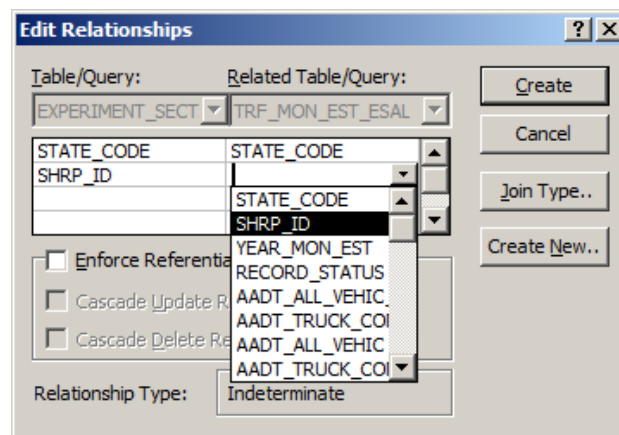 Edit Relationships
Table/Query: Related Table/Query:
EXPERIMENT_SECT TRF_MON_EST_ESAL
STATE_CODE STATE_CODE
SHRP_ID
STATE_CODE
SHRP_ID
YEAR_MON_EST
RECORD_STATUS
AADT_ALL_VEHIC_
AADT_TRUCK_COI
AADT_ALL_VEHIC
AADT_TRUCK_COI
Enforce Referentia
Cascade Update R
Cascade Delete Re
Relationship Type: Indeterminate
Create
Cancel
Join Type..
Create New..